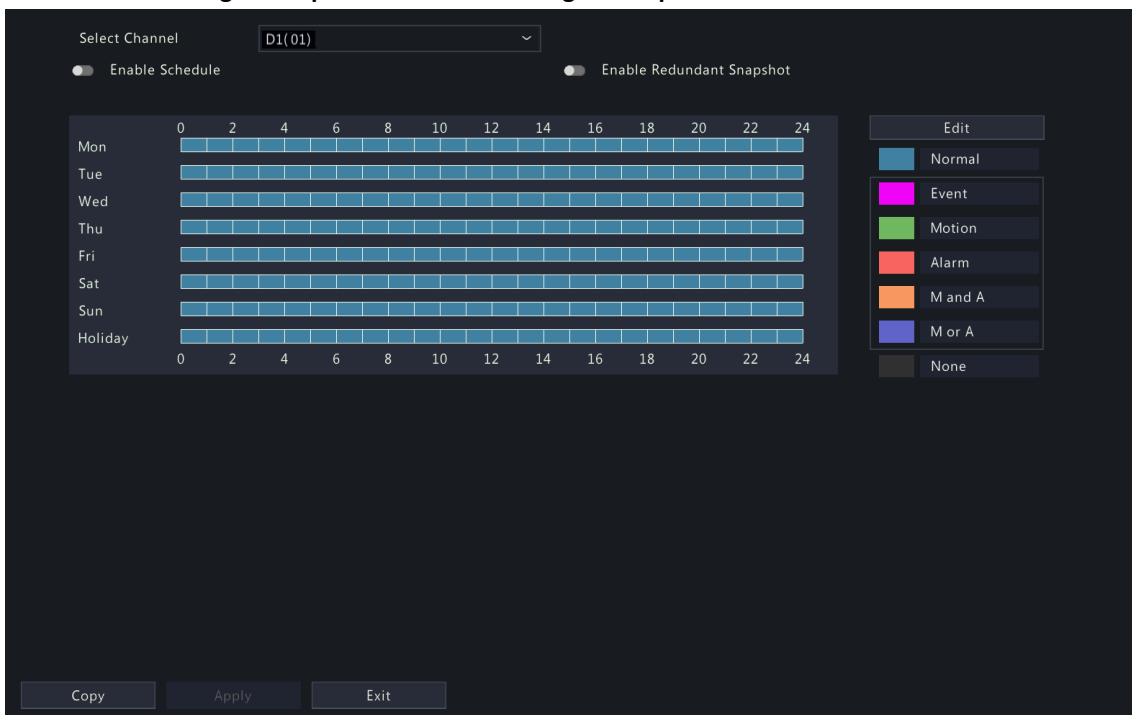 Select Channel D1(01)
Enable Schedule Enable Redundant Snapshot
0 2 4 6 8 10 12 14 16 18 20 22 24 Edit
Mon
Normal
Tue
Wed Event
Thu Motion
Fri Alarm
Sat
M and A
Sun
Holiday M or A
0 2 4 6 8 10 12 14 16 18 20 22 24
None
Copy Apply Exit